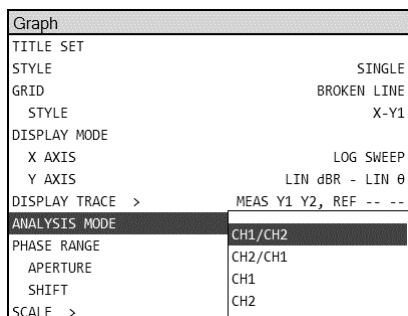 Graph
TITLE SET
STYLE SINGLE
GRID BROKEN LINE
STYLE X-Y1
DISPLAY MODE
X AXIS LOG SWEEP
Y AXIS LIN dBR - LIN θ
DISPLAY TRACE > MEAS Y1 Y2, REF -- --
ANALYSIS MODE
CH1/CH2
PHASE RANGE
CH2/CH1
APERTURE
CH1
SHIFT
CH2
SCALE >